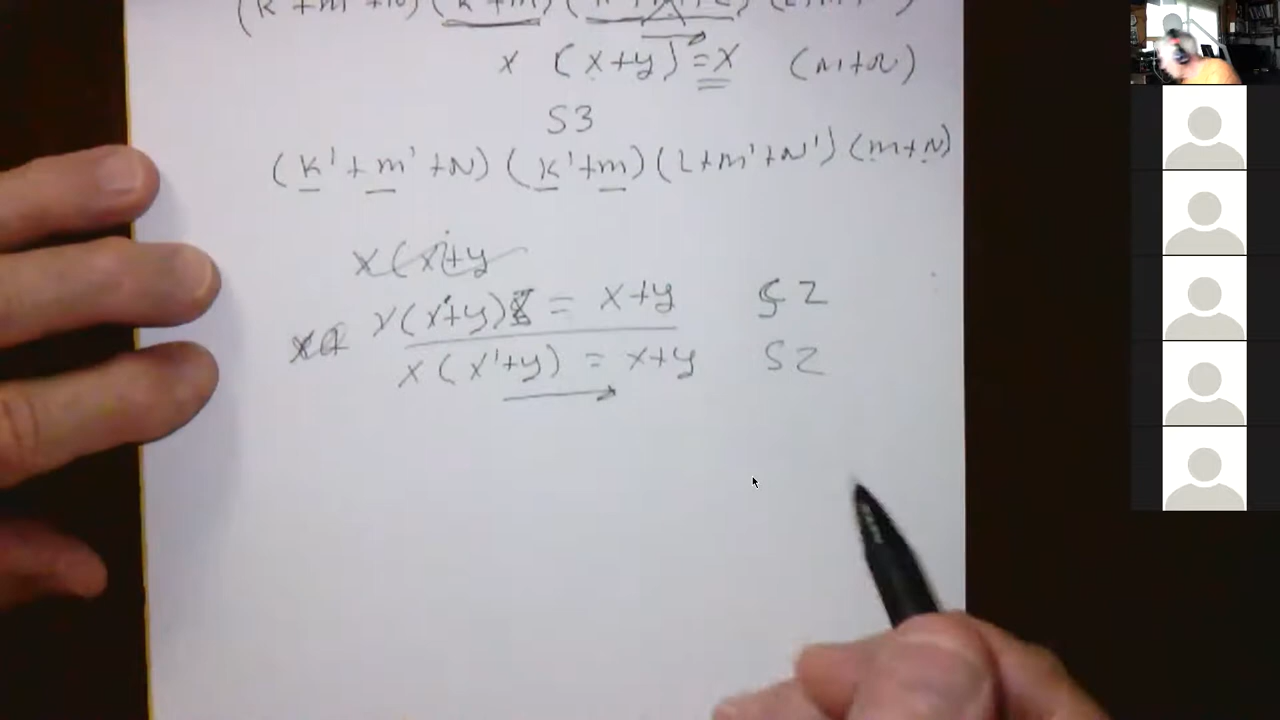 (k'+m'+N)(k'+m)
x (x+y) = x (m+N)
S3
(k'+m'+N)(k'+m)(L+m'+N')(m+N)
x(x'+y
(x'+y) = x+y S2
x(x'+y) = x+y S2